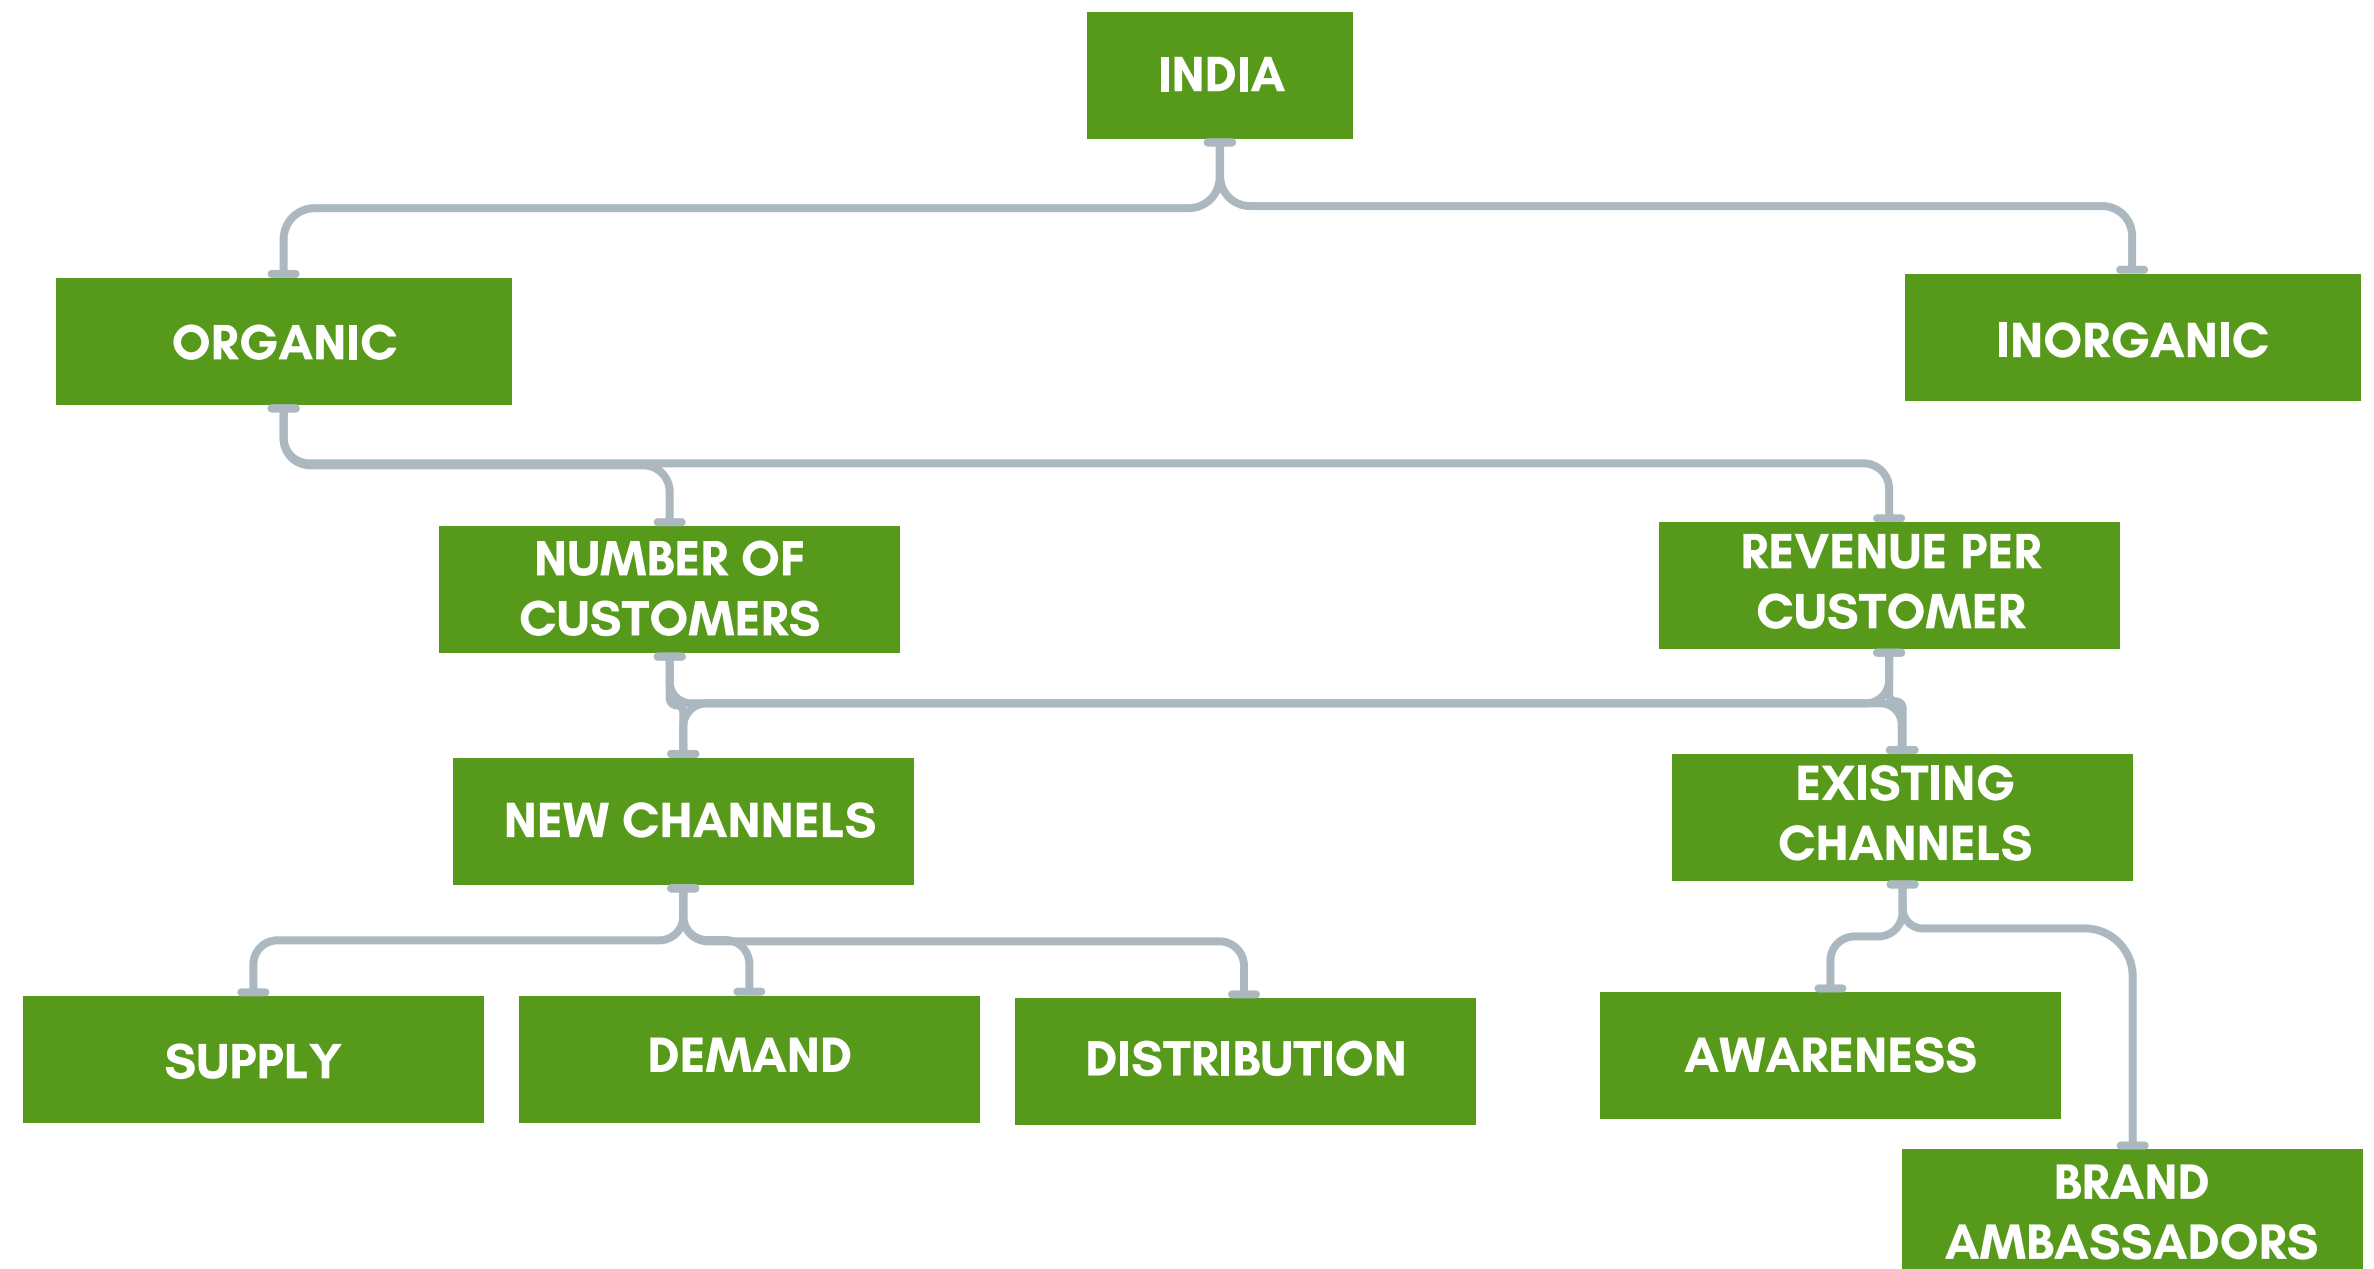 INDIA
ORGANIC
INORGANIC
NUMBER OF
CUSTOMERS
REVENUE PER
CUSTOMER
NEW CHANNELS
EXISTING
CHANNELS
SUPPLY
DEMAND
DISTRIBUTION
AWARENESS
BRAND
AMBASSADORS